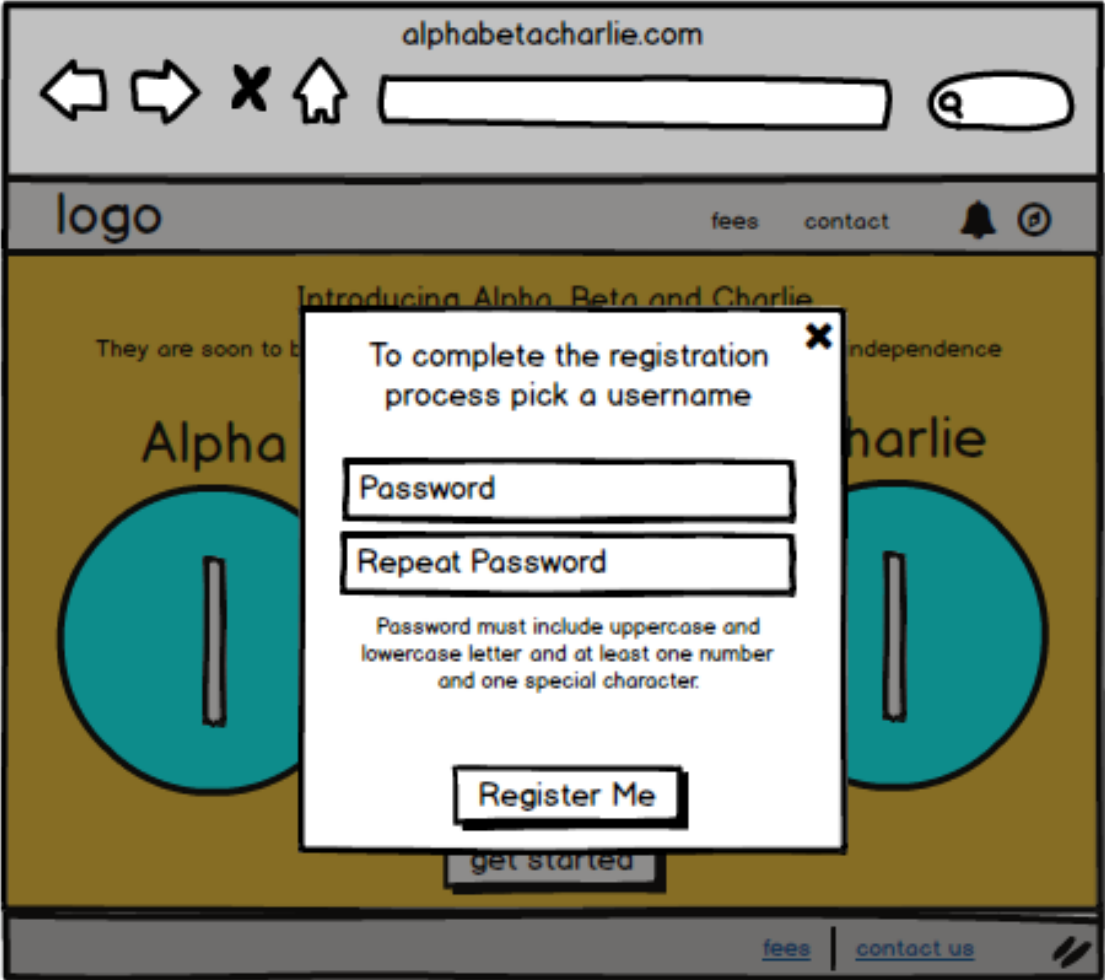 alphabetacharlie.com
logo
fees contact
Introducing Alpha, Beta and Charlie
They are soon to b
ndependence
To complete the registration
process pick a username
Alpha
harlie
Password
Repeat Password
Password must include uppercase and
lowercase letter and at least one number
and one special character.
Register Me
get started
fees contact us